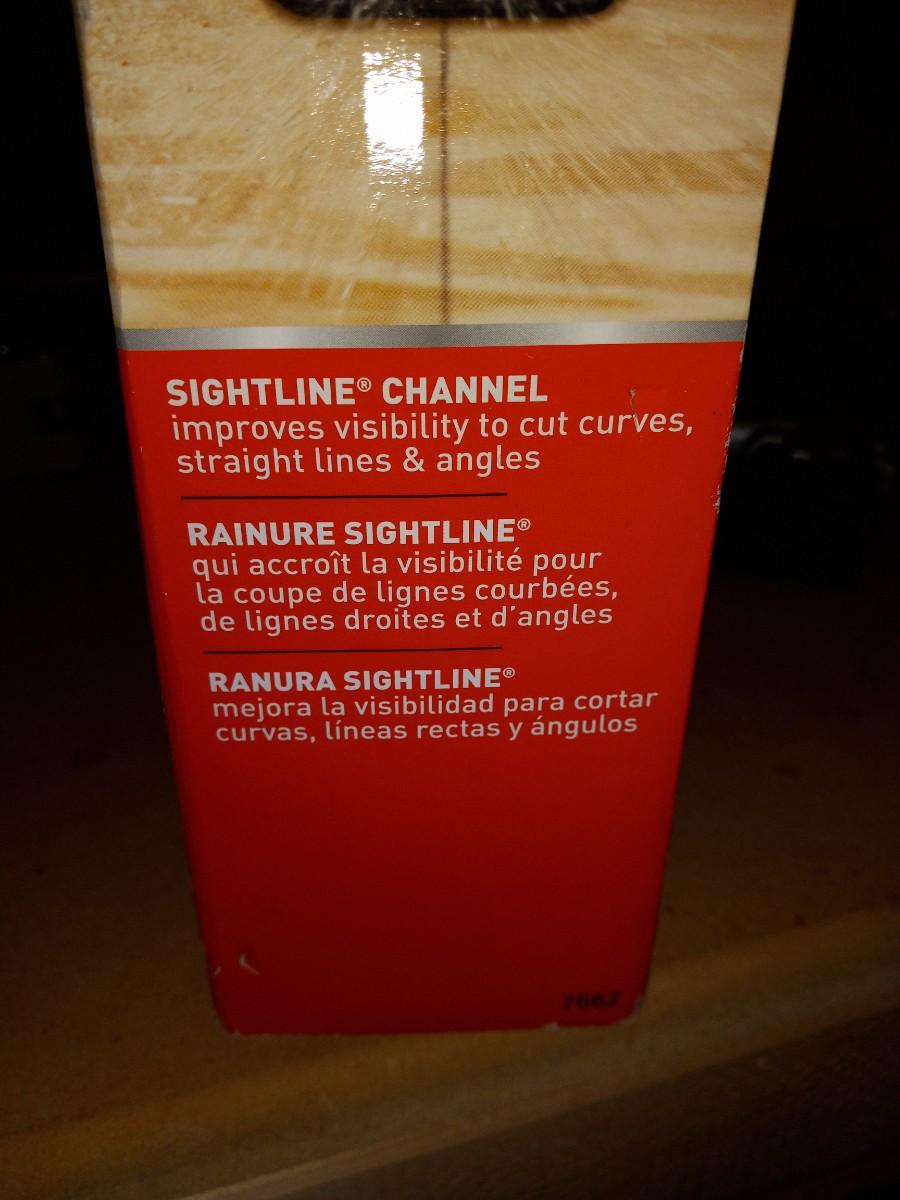 SIGHTLINE® CHANNEL
improves visibility to cut curves,
straight lines & angles
RAINURE SIGHTLINE®
qui accroît la visibilité pour
la coupe de lignes courbées,
de lignes droites et d'angles
RANURA SIGHTLINE®
mejora la visibilidad para cortar
curvas, líneas rectas y ángulos
7662